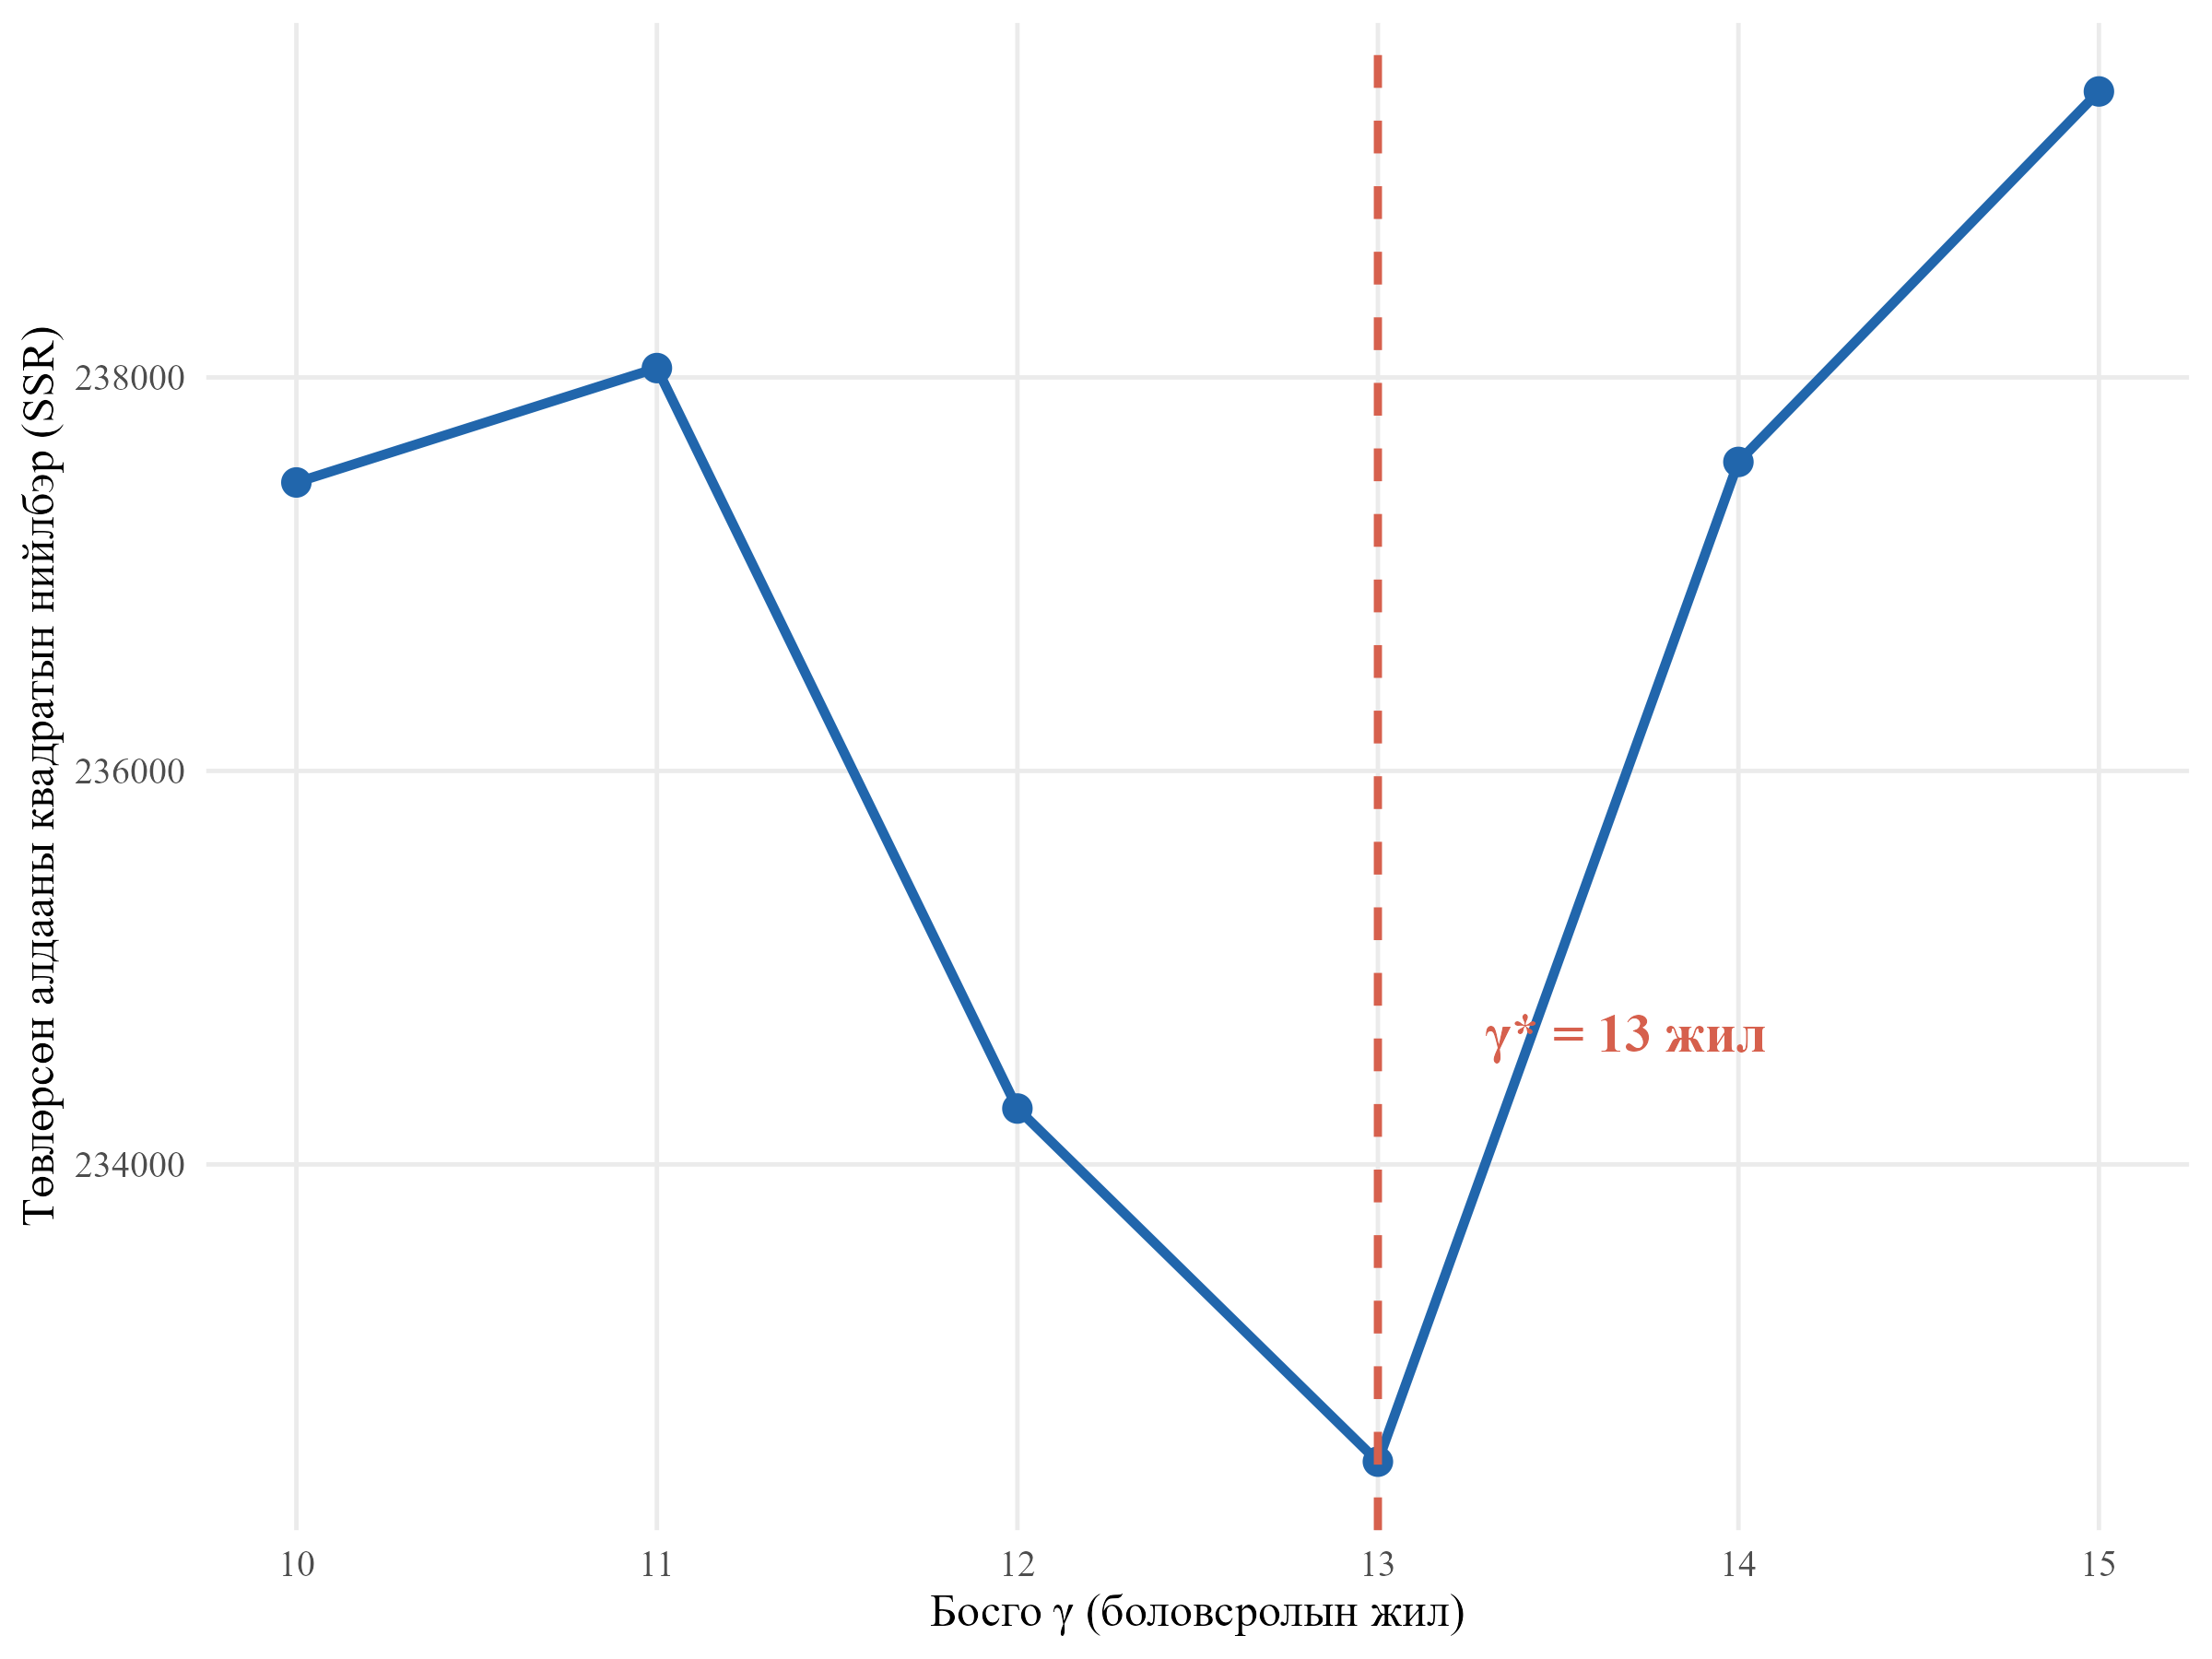 Төвлөрсөн алдааны квадратын нийлбэр (SSR)
238000
236000
234000
γ* = 13 жил
10 11 12 13 14 15
Босго γ (боловсролын жил)